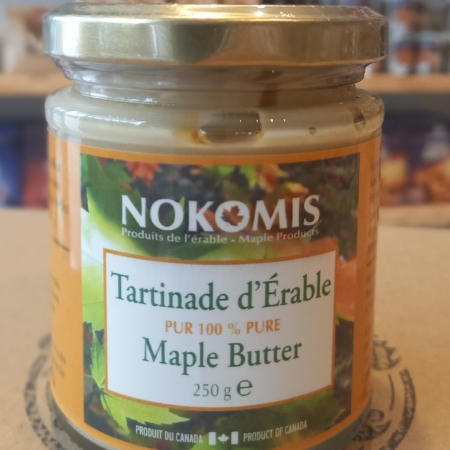 NOKOMIS
Produits de l'érable - Maple Products
Tartinade d'Érable
PUR 100 % PURE
Maple Butter
250 g ℮
PRODUIT DU CANADA PRODUCT OF CANADA